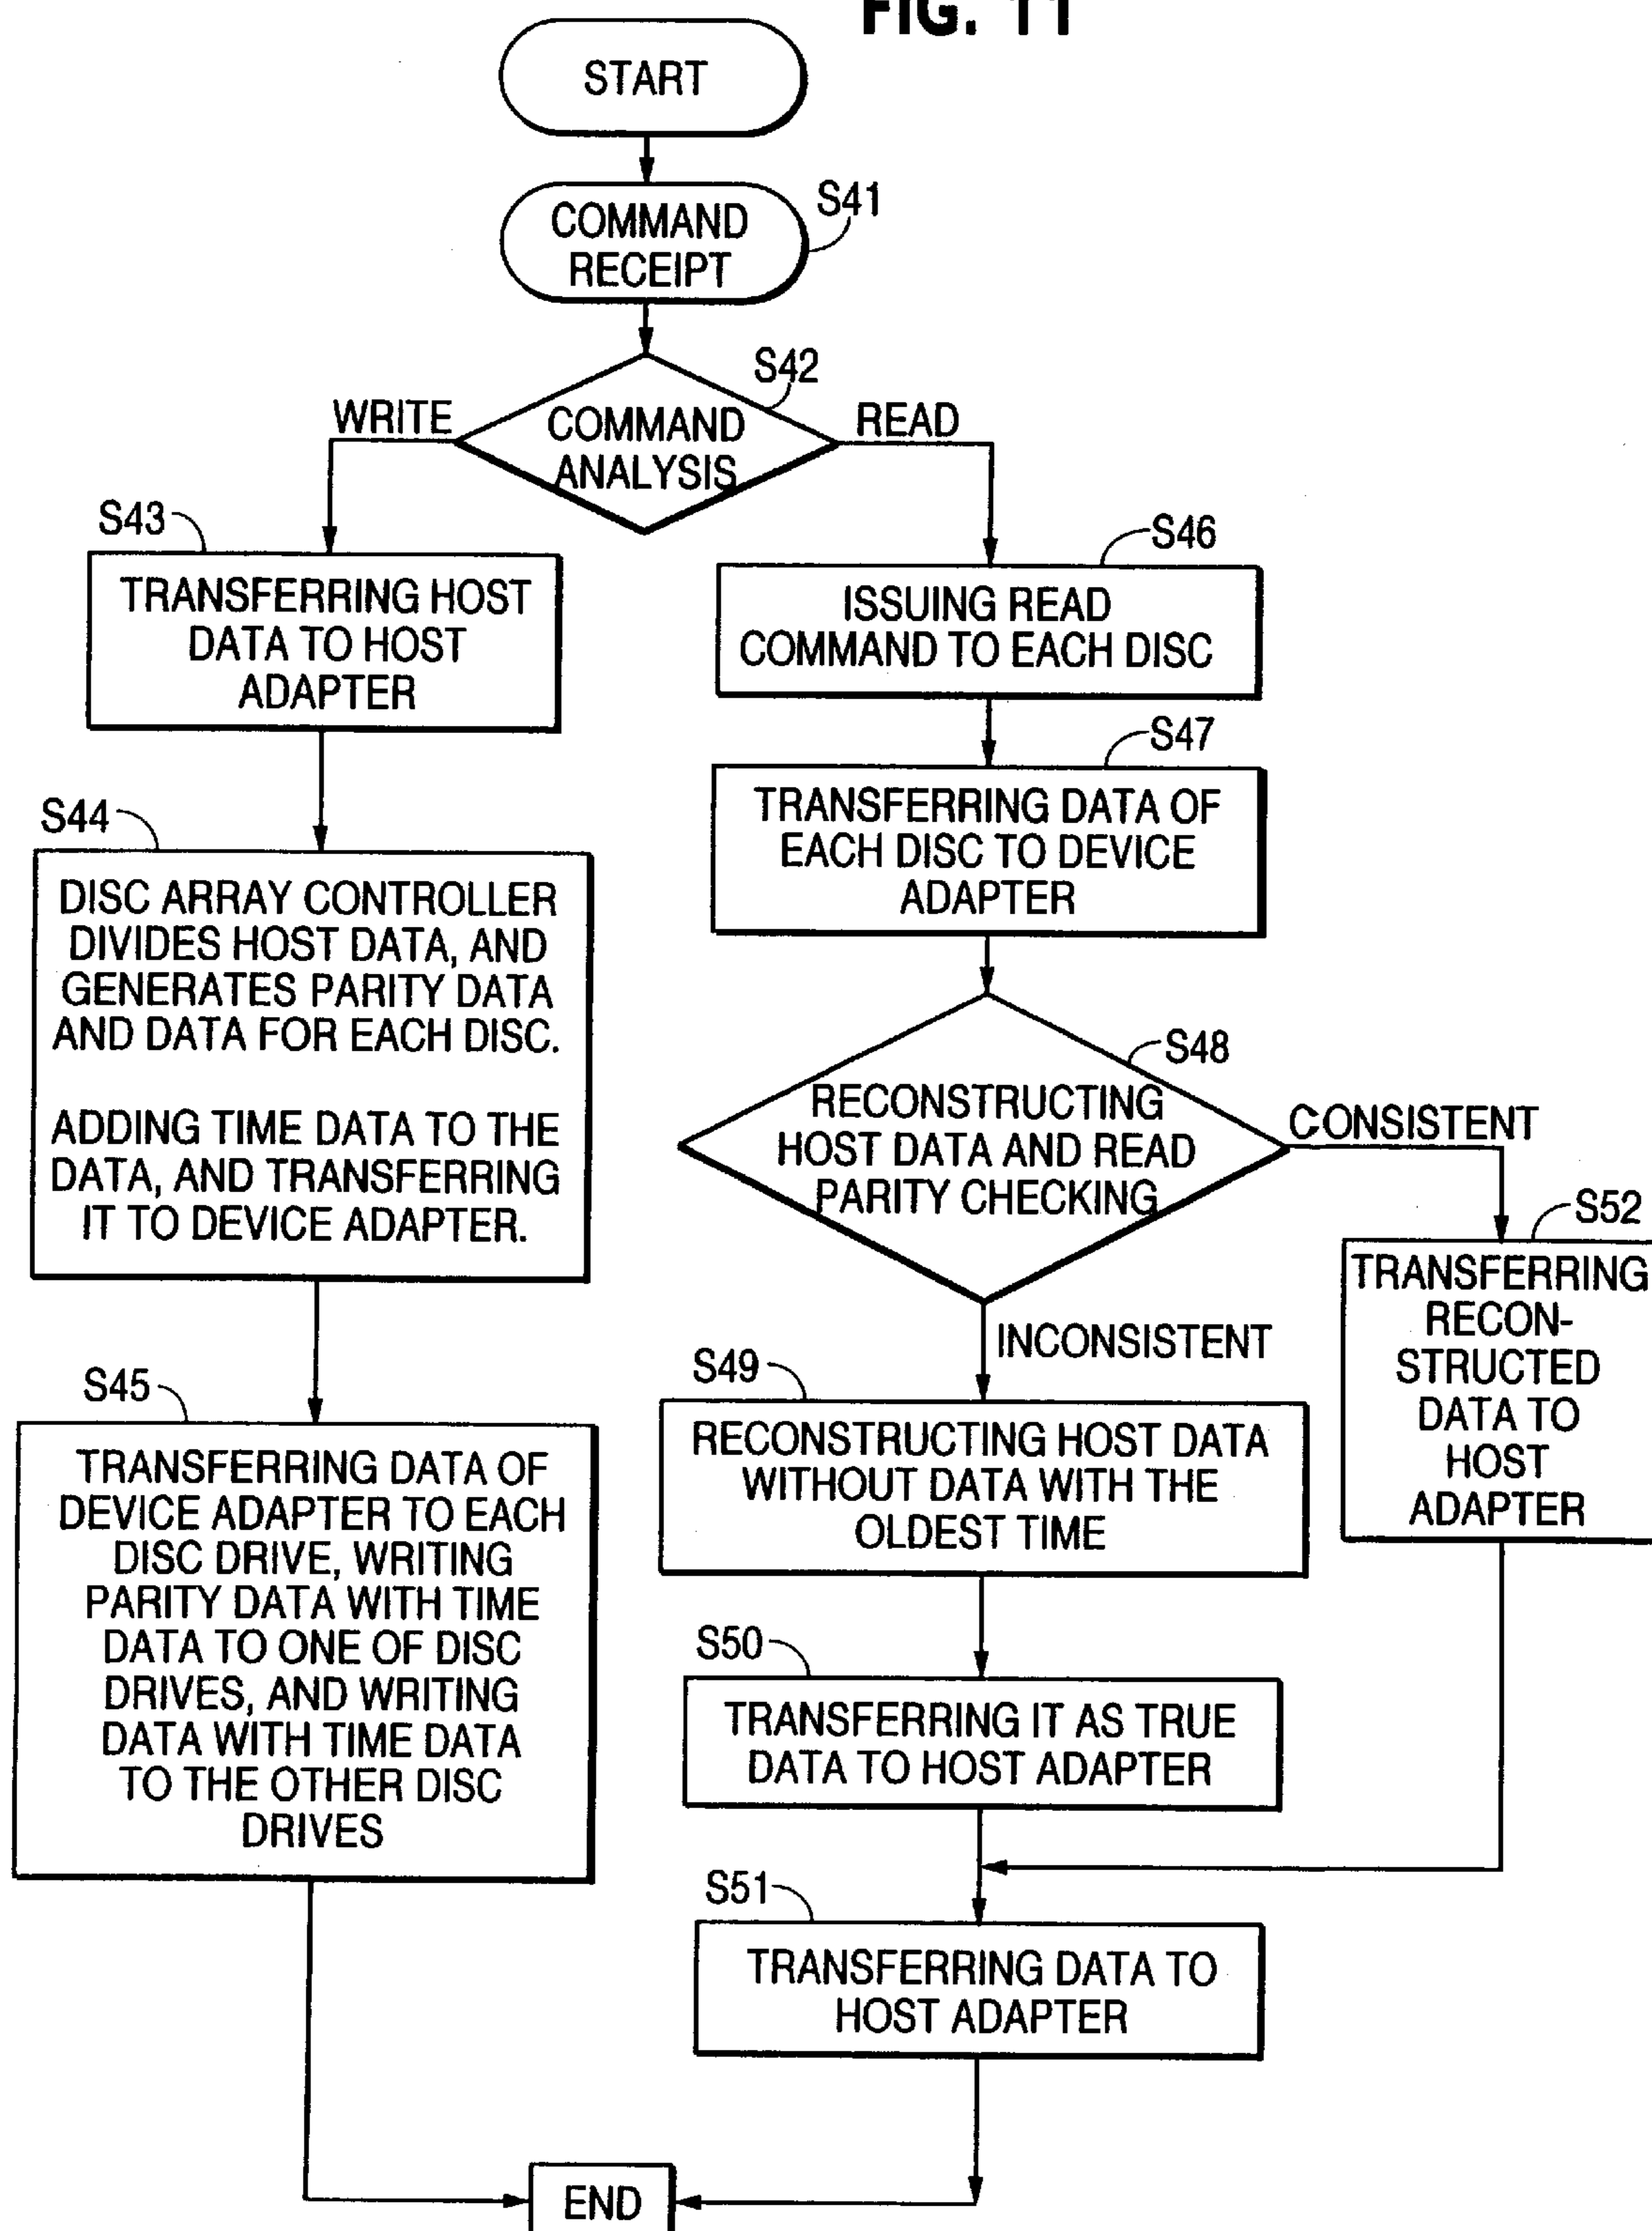 FIG. 11
START
COMMAND
RECEIPT
S41
S42
COMMAND
ANALYSIS
WRITE
READ
S43
TRANSFERRING HOST
DATA TO HOST
ADAPTER
S44
DISC ARRAY CONTROLLER
DIVIDES HOST DATA, AND
GENERATES PARITY DATA
AND DATA FOR EACH DISC.
ADDING TIME DATA TO THE
DATA, AND TRANSFERRING
IT TO DEVICE ADAPTER.
S45
TRANSFERRING DATA OF
DEVICE ADAPTER TO EACH
DISC DRIVE, WRITING
PARITY DATA WITH TIME
DATA TO ONE OF DISC
DRIVES, AND WRITING
DATA WITH TIME DATA
TO THE OTHER DISC
DRIVES
S46
ISSUING READ
COMMAND TO EACH DISC
S47
TRANSFERRING DATA OF
EACH DISC TO DEVICE
ADAPTER
S48
RECONSTRUCTING
HOST DATA AND READ
PARITY CHECKING
CONSISTENT
INCONSISTENT
S52
TRANSFERRING
RECON-
STRUCTED
DATA TO
HOST
ADAPTER
S49
RECONSTRUCTING HOST DATA
WITHOUT DATA WITH THE
OLDEST TIME
S50
TRANSFERRING IT AS TRUE
DATA TO HOST ADAPTER
S51
TRANSFERRING DATA TO
HOST ADAPTER
END